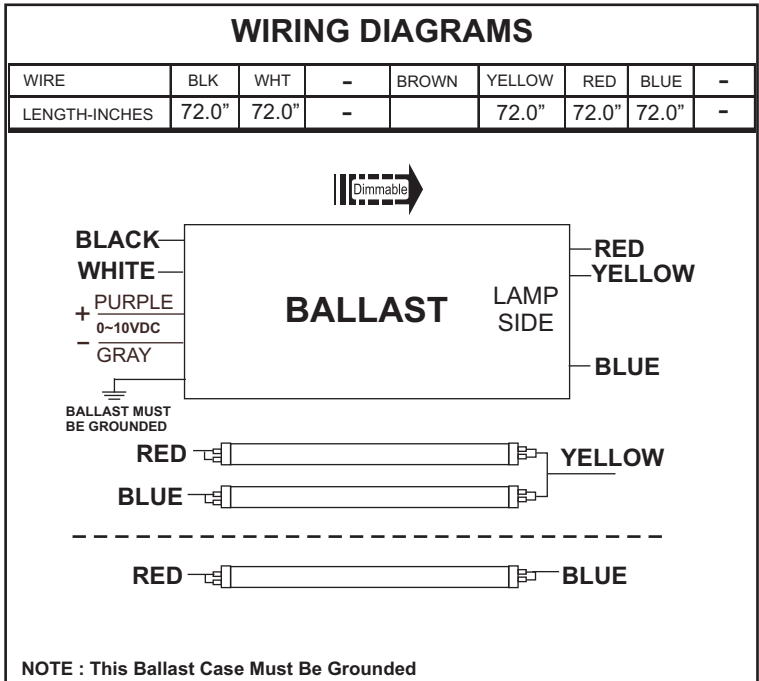 WIRING DIAGRAMS
WIRE BLK WHT - BROWN YELLOW RED BLUE -
LENGTH-INCHES 72.0” 72.0” - 72.0” 72.0” 72.0” -
Dimmable
BLACK
WHITE
+ PURPLE
0~10VDC
- GRAY
BALLAST MUST
BE GROUNDED
BALLAST
LAMP
SIDE
RED
YELLOW
BLUE
RED YELLOW
BLUE
RED BLUE
NOTE : This Ballast Case Must Be Grounded